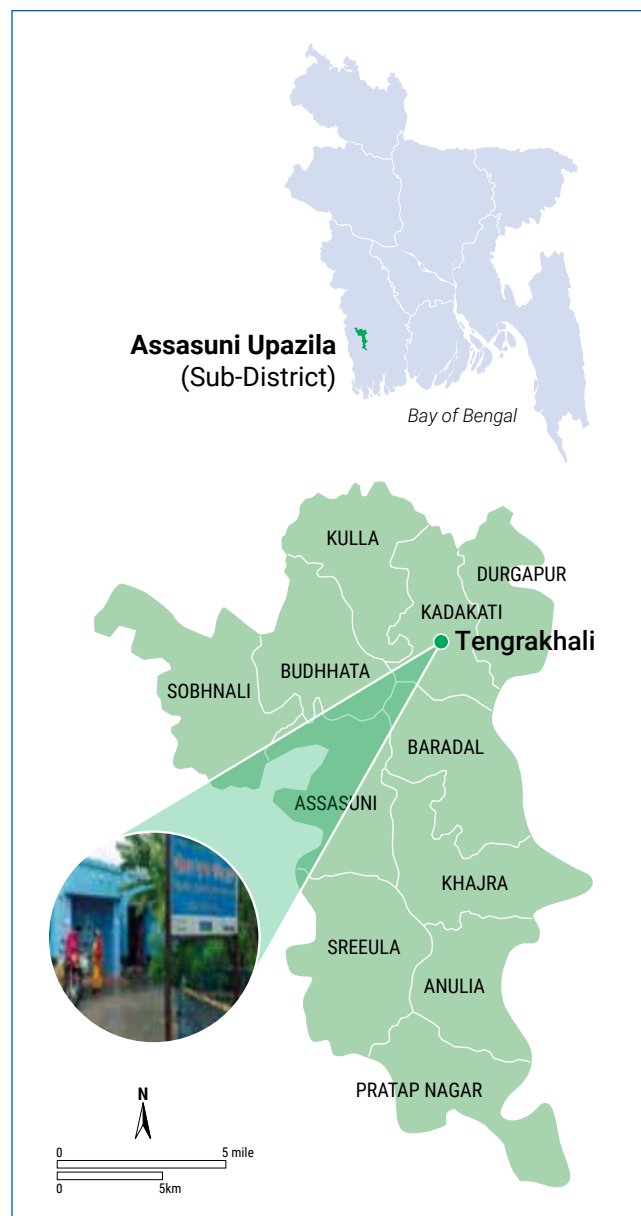 Assasuni Upazila
(Sub-District)
Bay of Bengal
KULLA
DURGAPUR
KADAKATI
Tengrakhali
BUDHHATA
SOBHNALI
BARADAL
ASSASUNI
KHAJRA
SREEULA
ANULIA
PRATAP NAGAR
N
0 5 mile
0 5km